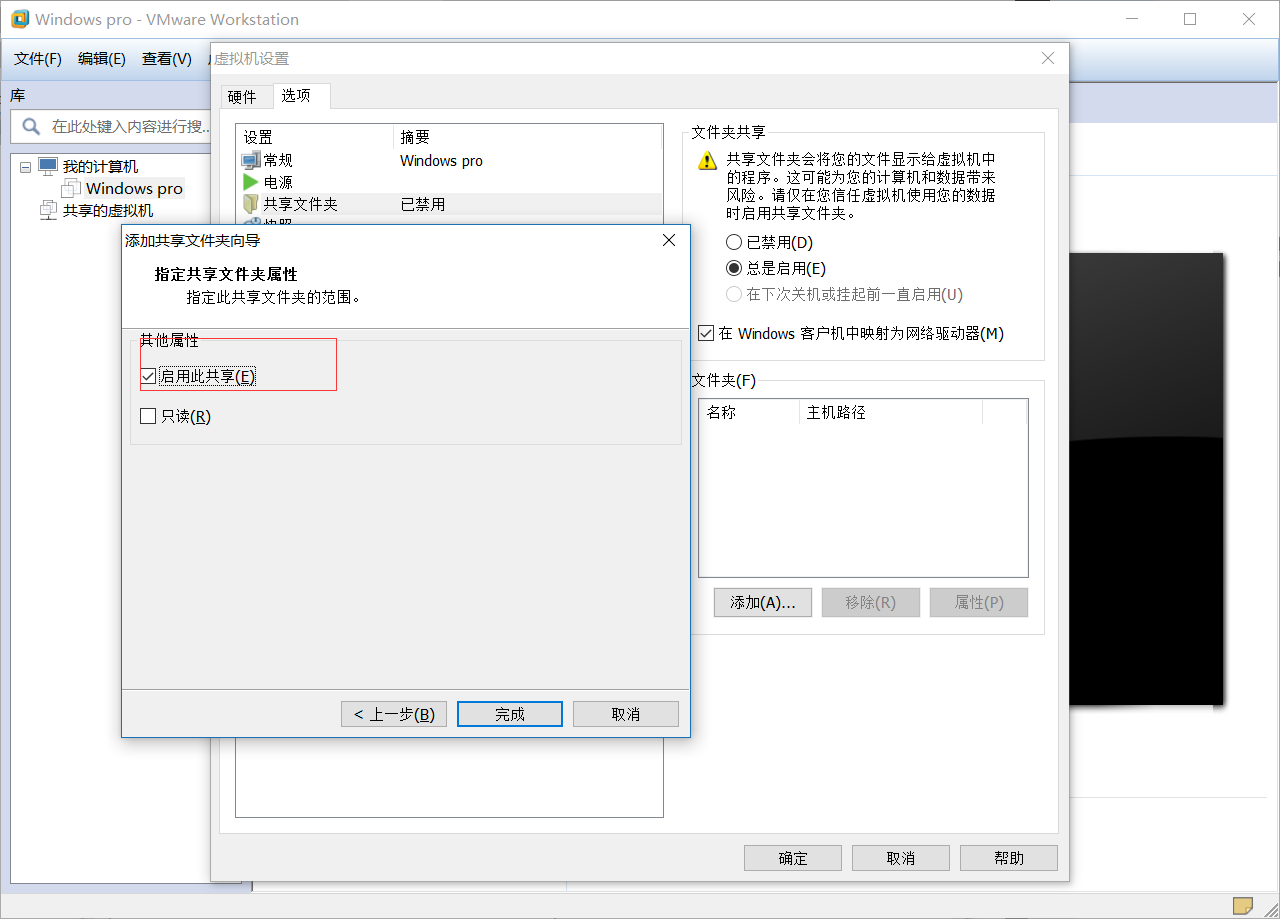 Windows pro - VMware Workstation
文件(F) 编辑(E) 查看(V)
虚拟机设置
库
硬件 选项
在此处键入内容进行搜..
我的计算机
Windows pro
共享的虚拟机
设置 摘要
常规 Windows pro
电源
共享文件夹 已禁用
快照
文件夹共享
共享文件夹会将您的文件显示给虚拟机中
的程序。这可能为您的计算机和数据带来
风险。请仅在您信任虚拟机使用您的数据
时启用共享文件夹。
已禁用(D)
总是启用(E)
在下次关机或挂起前一直启用(U)
在 Windows 客户机中映射为网络驱动器(M)
文件夹(F)
名称 主机路径
添加(A)... 移除(R) 属性(P)
添加共享文件夹向导
指定共享文件夹属性
指定此共享文件夹的范围。
其他属性
启用此共享(E)
只读(R)
< 上一步(B) 完成 取消
确定 取消 帮助